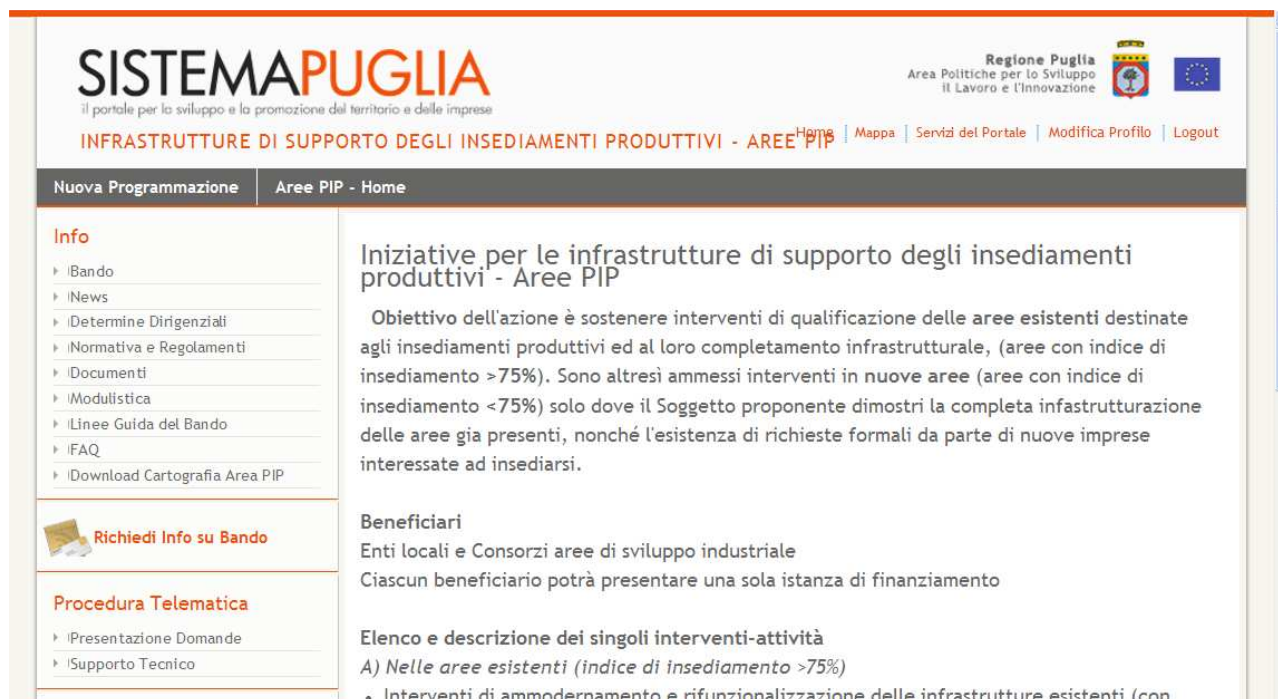 SISTEMAPUGLIA
il portale per lo sviluppo e la promozione del territorio e delle imprese
Regione Puglia
Area Politiche per lo Sviluppo
il Lavoro e l'Innovazione
INFRASTRUTTURE DI SUPPORTO DEGLI INSEDIAMENTI PRODUTTIVI - AREE PIP
Home | Mappa | Servizi del Portale | Modifica Profilo | Logout
Nuova Programmazione | Aree PIP - Home
Info
Bando
News
Determine Dirigenziali
Normativa e Regolamenti
Documenti
Modulistica
Linee Guida del Bando
FAQ
Download Cartografia Area PIP
Richiedi Info su Bando
Procedura Telematica
Presentazione Domande
Supporto Tecnico
Iniziative per le infrastrutture di supporto degli insediamenti
produttivi - Aree PIP
Obiettivo dell'azione è sostenere interventi di qualificazione delle aree esistenti destinate
agli insediamenti produttivi ed al loro completamento infrastrutturale, (aree con indice di
insediamento >75%). Sono altresì ammessi interventi in nuove aree (aree con indice di
insediamento <75%) solo dove il Soggetto proponente dimostri la completa infastrutturazione
delle aree gia presenti, nonché l'esistenza di richieste formali da parte di nuove imprese
interessate ad insediarsi.
Beneficiari
Enti locali e Consorzi aree di sviluppo industriale
Ciascun beneficiario potrà presentare una sola istanza di finanziamento
Elenco e descrizione dei singoli interventi-attività
A) Nelle aree esistenti (indice di insediamento >75%)
• Interventi di ammodernamento e rifunzionalizzazione delle infrastrutture esistenti (con